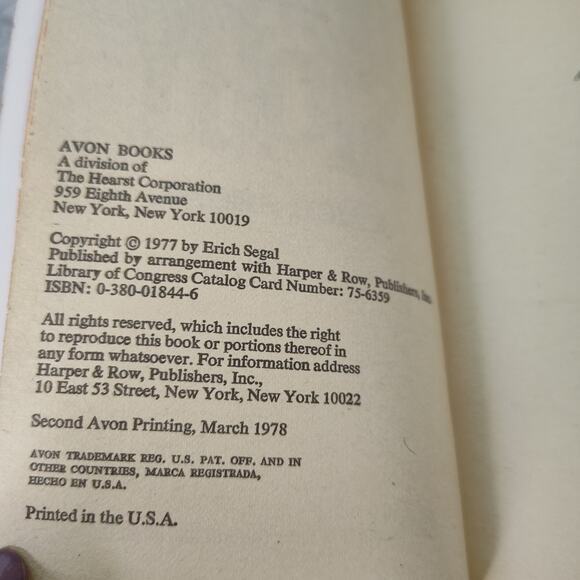 AVON BOOKS
A division of
The Hearst Corporation
959 Eighth Avenue
New York, New York 10019
Copyright © 1977 by Erich Segal
Published by arrangement with Harper & Row, Publishers, Inc.
Library of Congress Catalog Card Number: 75-6359
ISBN: 0-380-01844-6
All rights reserved, which includes the right
to reproduce this book or portions thereof in
any form whatsoever. For information address
Harper & Row, Publishers, Inc.,
10 East 53 Street, New York, New York 10022
Second Avon Printing, March 1978
AVON TRADEMARK REG. U.S. PAT. OFF. AND IN
OTHER COUNTRIES, MARCA REGISTRADA,
HECHO EN U.S.A.
Printed in the U.S.A.